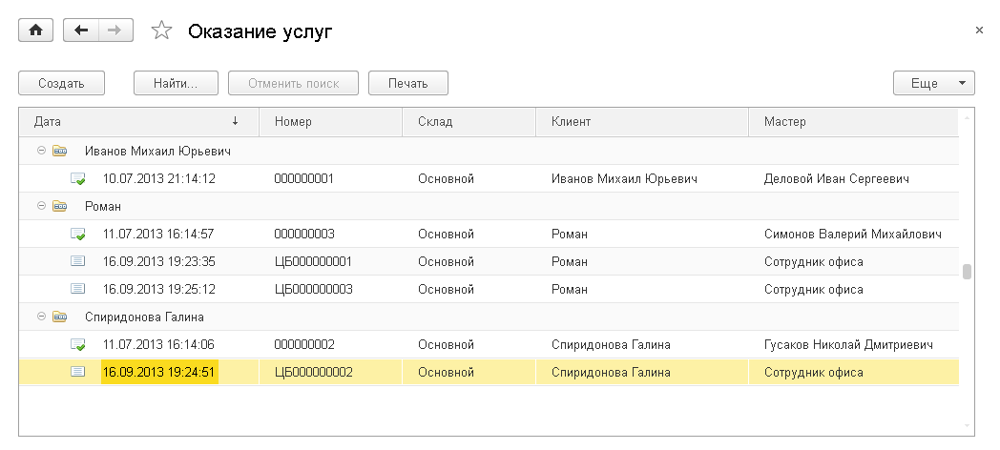 Оказание услуг
Создать Найти... Отменить поиск Печать Еще
Дата Номер Склад Клиент Мастер
Иванов Михаил Юрьевич
10.07.2013 21:14:12 000000001 Основной Иванов Михаил Юрьевич Деловой Иван Сергеевич
Роман
11.07.2013 16:14:57 000000003 Основной Роман Симонов Валерий Михайлович
16.09.2013 19:23:35 ЦБ000000001 Основной Роман Сотрудник офиса
16.09.2013 19:25:12 ЦБ000000003 Основной Роман Сотрудник офиса
Спиридонова Галина
11.07.2013 16:14:06 000000002 Основной Спиридонова Галина Гусаков Николай Дмитриевич
16.09.2013 19:24:51 ЦБ000000002 Основной Спиридонова Галина Сотрудник офиса